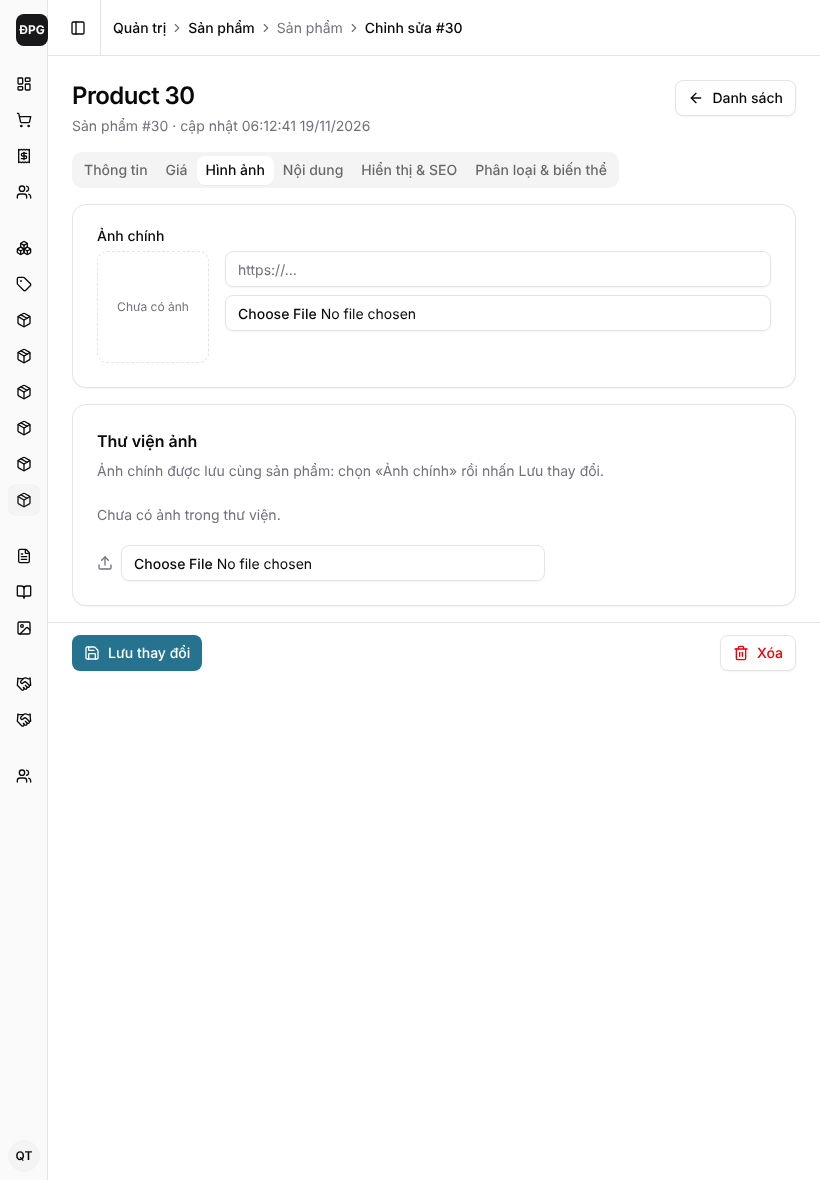 ĐPG
Quản trị > Sản phẩm > Sản phẩm > Chỉnh sửa #30
Product 30
Danh sách
Sản phẩm #30 · cập nhật 06:12:41 19/11/2026
Thông tin Giá Hình ảnh Nội dung Hiển thị & SEO Phân loại & biến thể
Ảnh chính
Chưa có ảnh
https://...
Choose File No file chosen
Thư viện ảnh
Ảnh chính được lưu cùng sản phẩm: chọn «Ảnh chính» rồi nhấn Lưu thay đổi.
Chưa có ảnh trong thư viện.
Choose File No file chosen
Lưu thay đổi
Xóa
QT